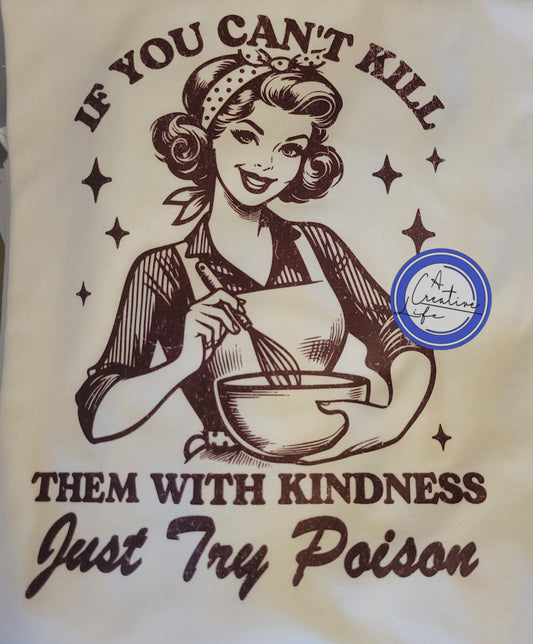 IF YOU CAN'T KILL
A
Creative
Life
THEM WITH KINDNESS
Just Try Poison